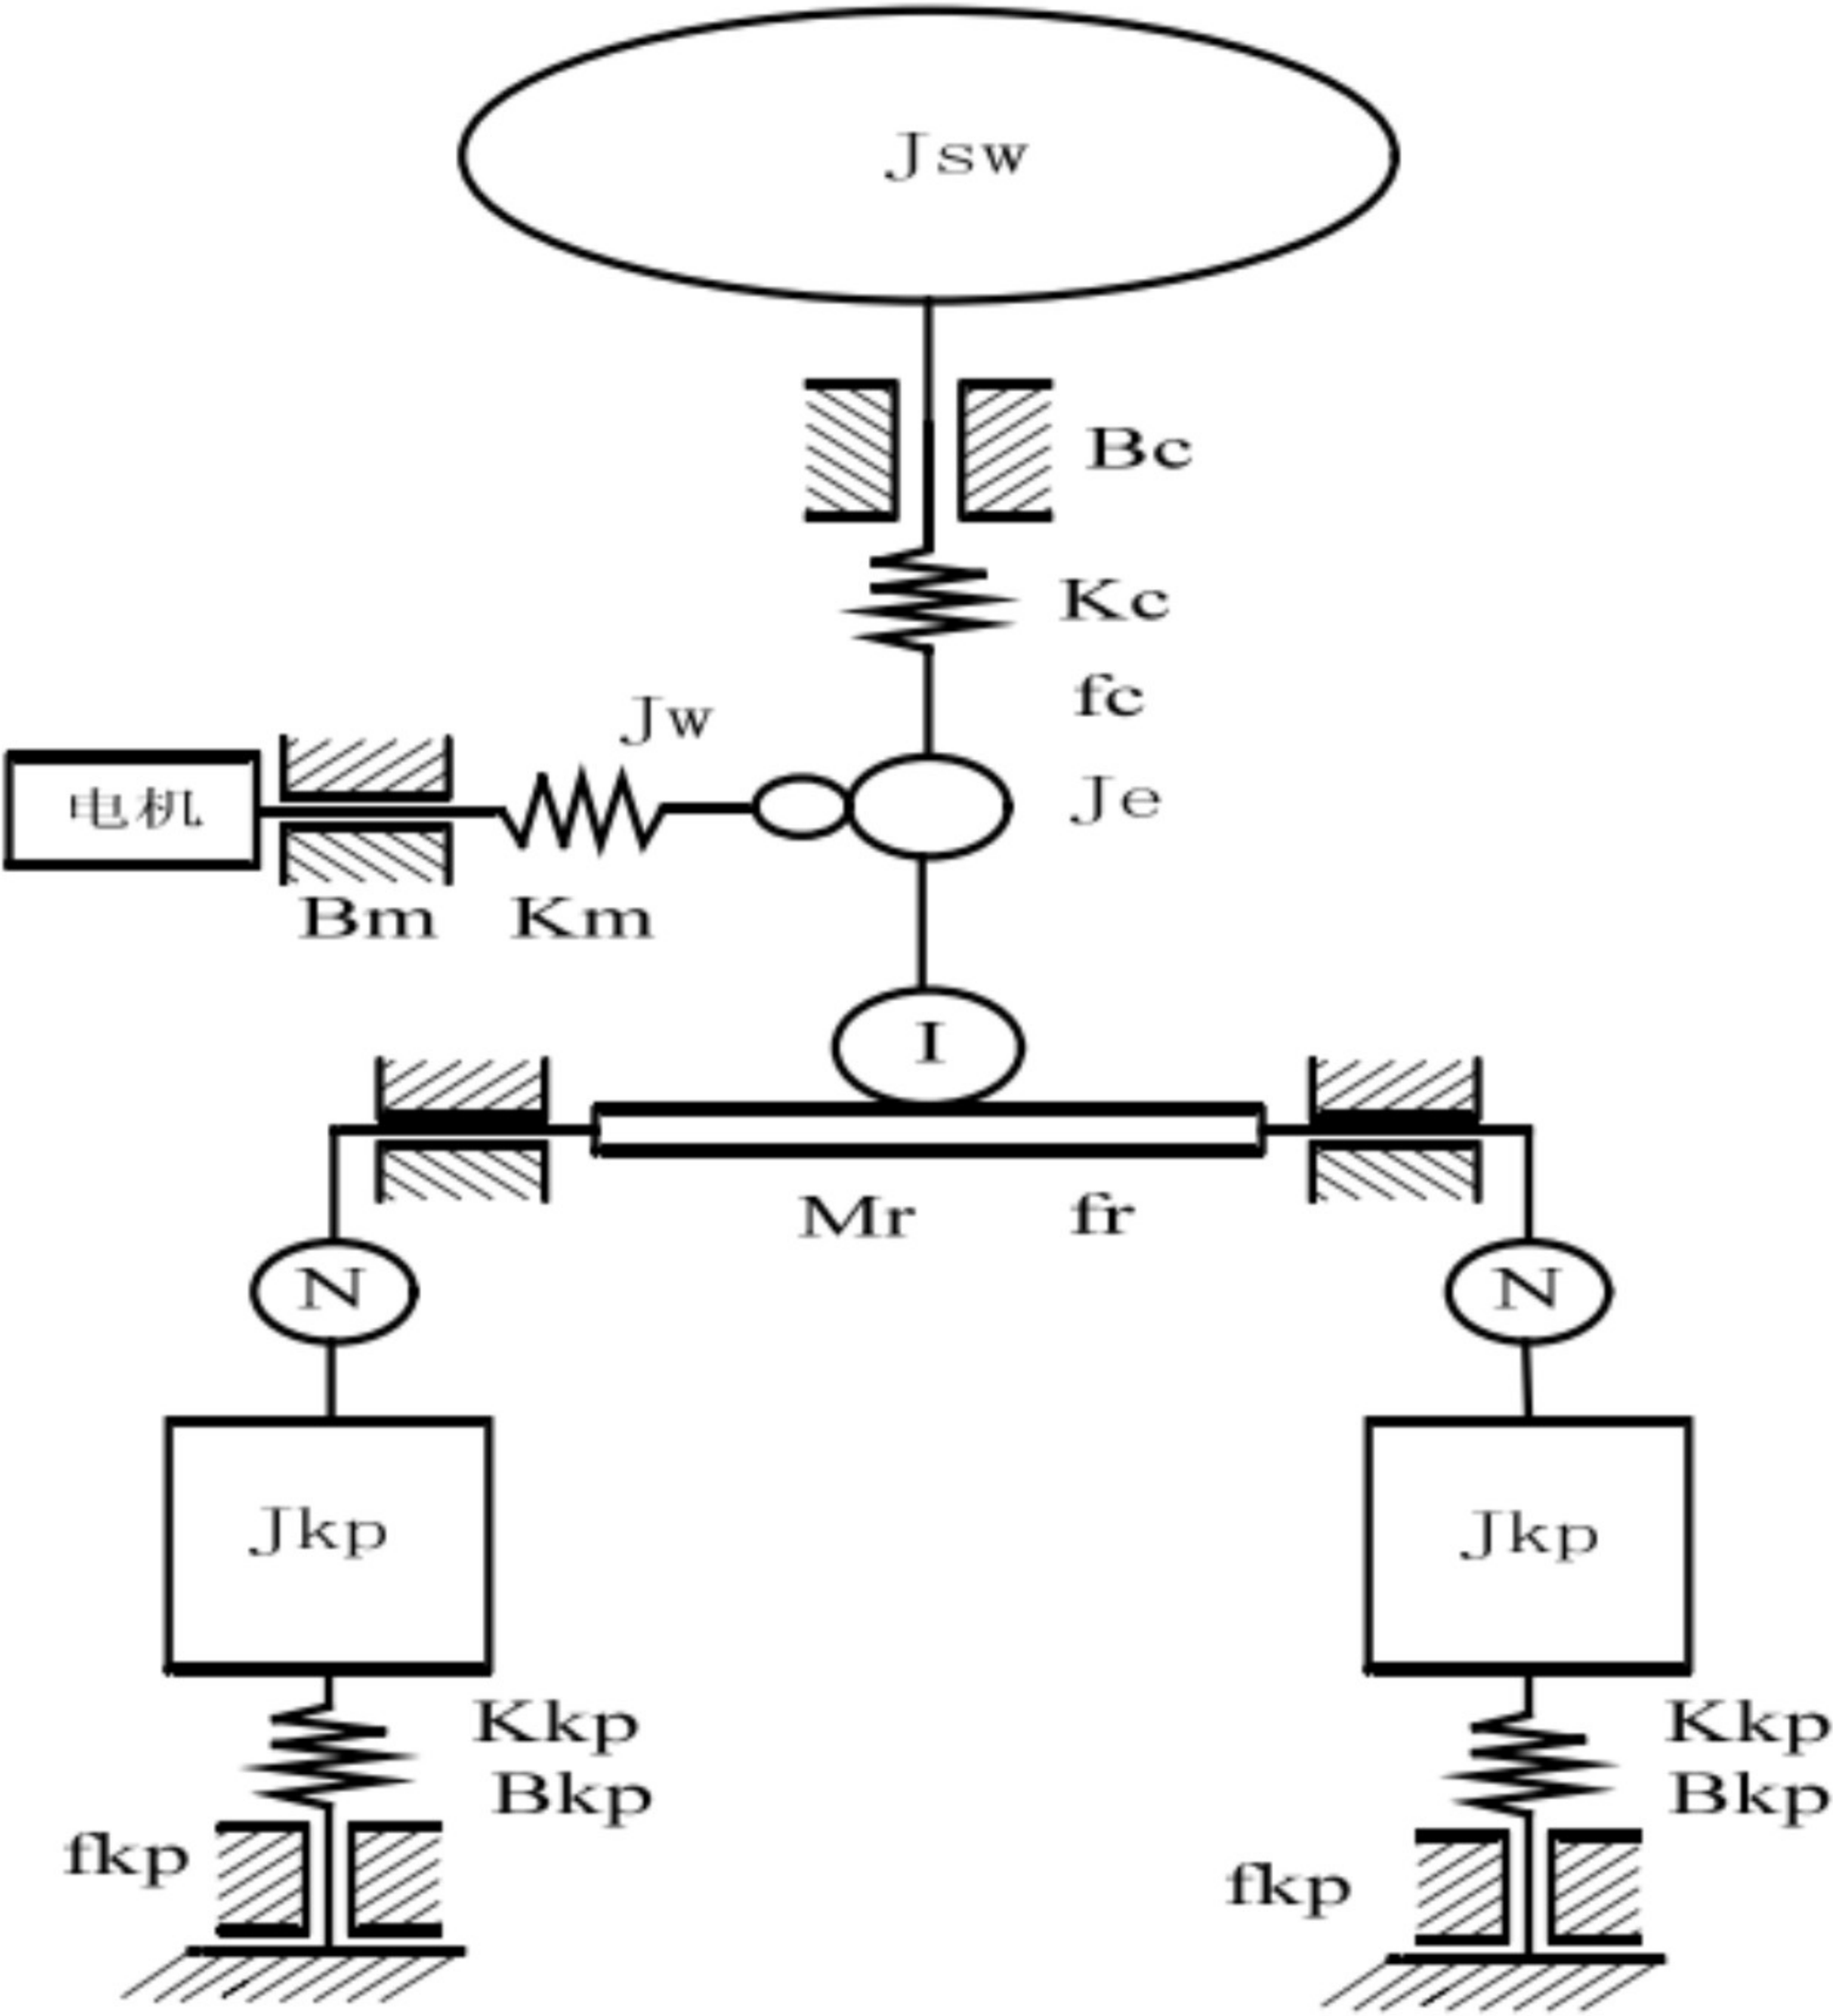 Jsw
Bc
Kc
fc
Jw
Je
电机
Bm Km
I
Mr fr
N N
Jkp Jkp
Kkp Kkp
Bkp Bkp
fkp fkp